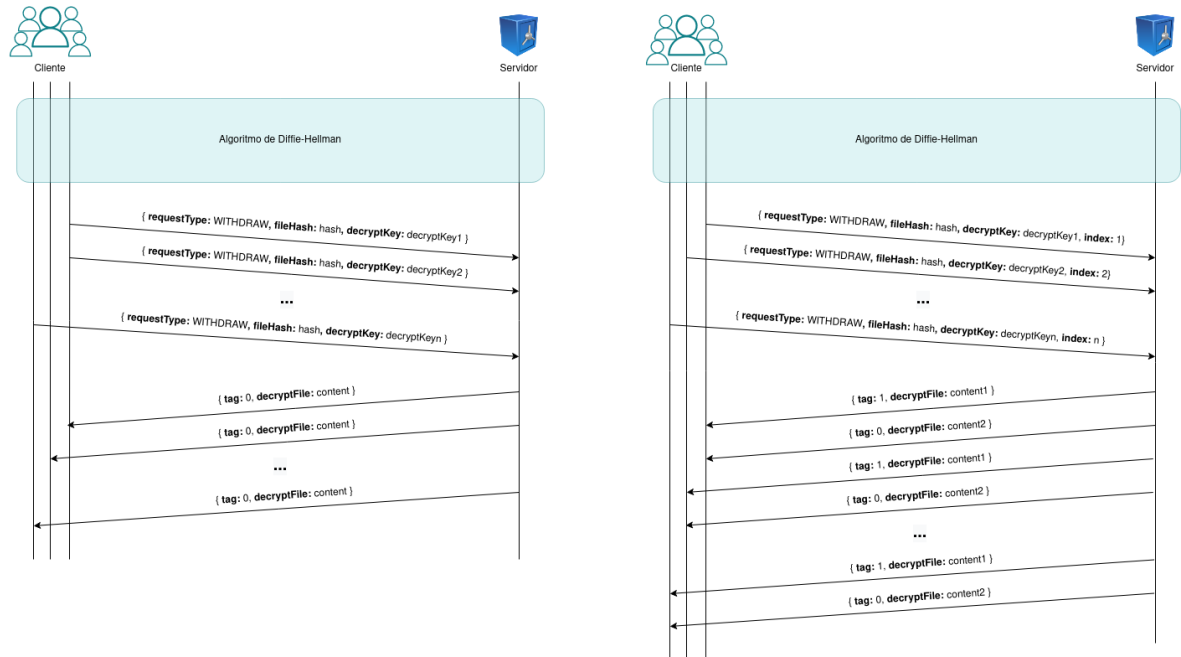 Cliente
Servidor
Algoritmo de Diffie-Hellman
{ requestType: WITHDRAW, fileHash: hash, decryptKey: decryptKey1 }
{ requestType: WITHDRAW, fileHash: hash, decryptKey: decryptKey2 }
...
{ requestType: WITHDRAW, fileHash: hash, decryptKey: decryptKeyn }
{ tag: 0, decryptFile: content }
{ tag: 0, decryptFile: content }
...
{ tag: 0, decryptFile: content }
Cliente
Servidor
Algoritmo de Diffie-Hellman
{ requestType: WITHDRAW, fileHash: hash, decryptKey: decryptKey1, index: 1}
{ requestType: WITHDRAW, fileHash: hash, decryptKey: decryptKey2, index: 2}
...
{ requestType: WITHDRAW, fileHash: hash, decryptKey: decryptKeyn, index: n }
{ tag: 1, decryptFile: content1 }
{ tag: 0, decryptFile: content2 }
{ tag: 1, decryptFile: content1 }
{ tag: 0, decryptFile: content2 }
...
{ tag: 1, decryptFile: content1 }
{ tag: 0, decryptFile: content2 }